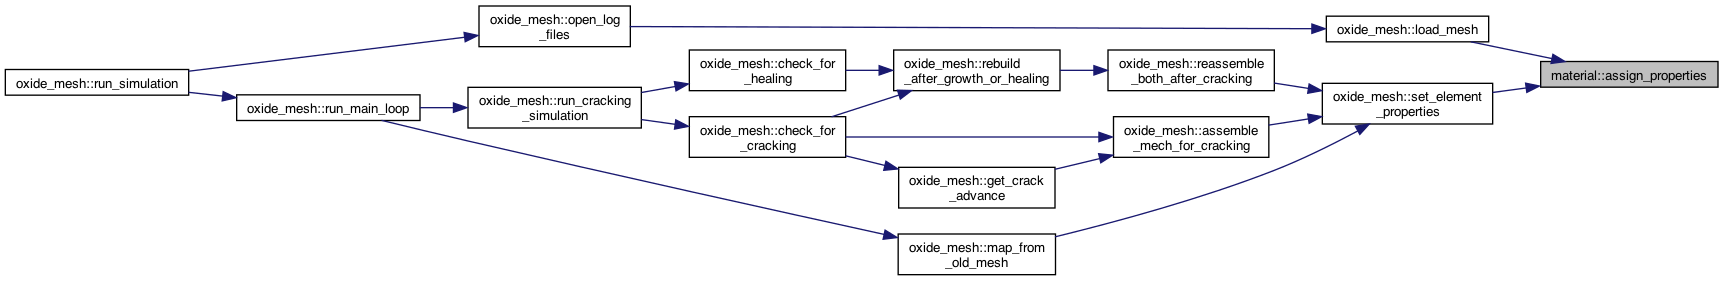 oxide_mesh::open_log
_files
oxide_mesh::load_mesh
oxide_mesh::run_simulation
oxide_mesh::check_for
_healing
oxide_mesh::rebuild
_after_growth_or_healing
oxide_mesh::reassemble
_both_after_cracking
material::assign_properties
oxide_mesh::run_main_loop
oxide_mesh::run_cracking
_simulation
oxide_mesh::set_element
_properties
oxide_mesh::check_for
_cracking
oxide_mesh::assemble
_mech_for_cracking
oxide_mesh::get_crack
_advance
oxide_mesh::map_from
_old_mesh